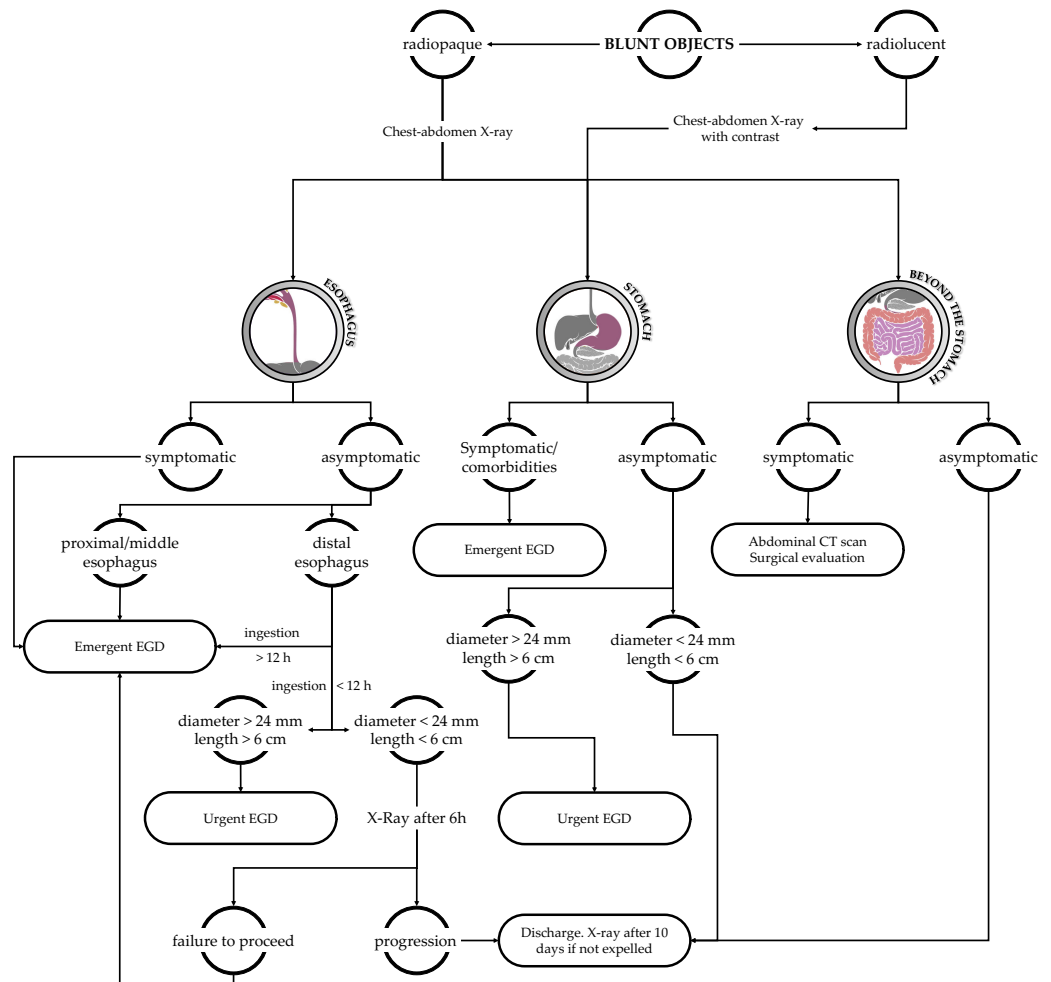 radiopaque
BLUNT OBJECTS
radiolucent
Chest-abdomen X-ray
Chest-abdomen X-ray
with contrast
ESOPHAGUS
STOMACH
BEYOND THE STOMACH
symptomatic
asymptomatic
Symptomatic/
comorbidities
asymptomatic
symptomatic
asymptomatic
proximal/middle
esophagus
distal
esophagus
Emergent EGD
Abdominal CT scan
Surgical evaluation
Emergent EGD
ingestion
> 12 h
ingestion < 12 h
diameter > 24 mm
length > 6 cm
diameter < 24 mm
length < 6 cm
diameter > 24 mm
length > 6 cm
diameter < 24 mm
length < 6 cm
Urgent EGD
X-Ray after 6h
Urgent EGD
failure to proceed
progression
Discharge. X-ray after 10
days if not expelled